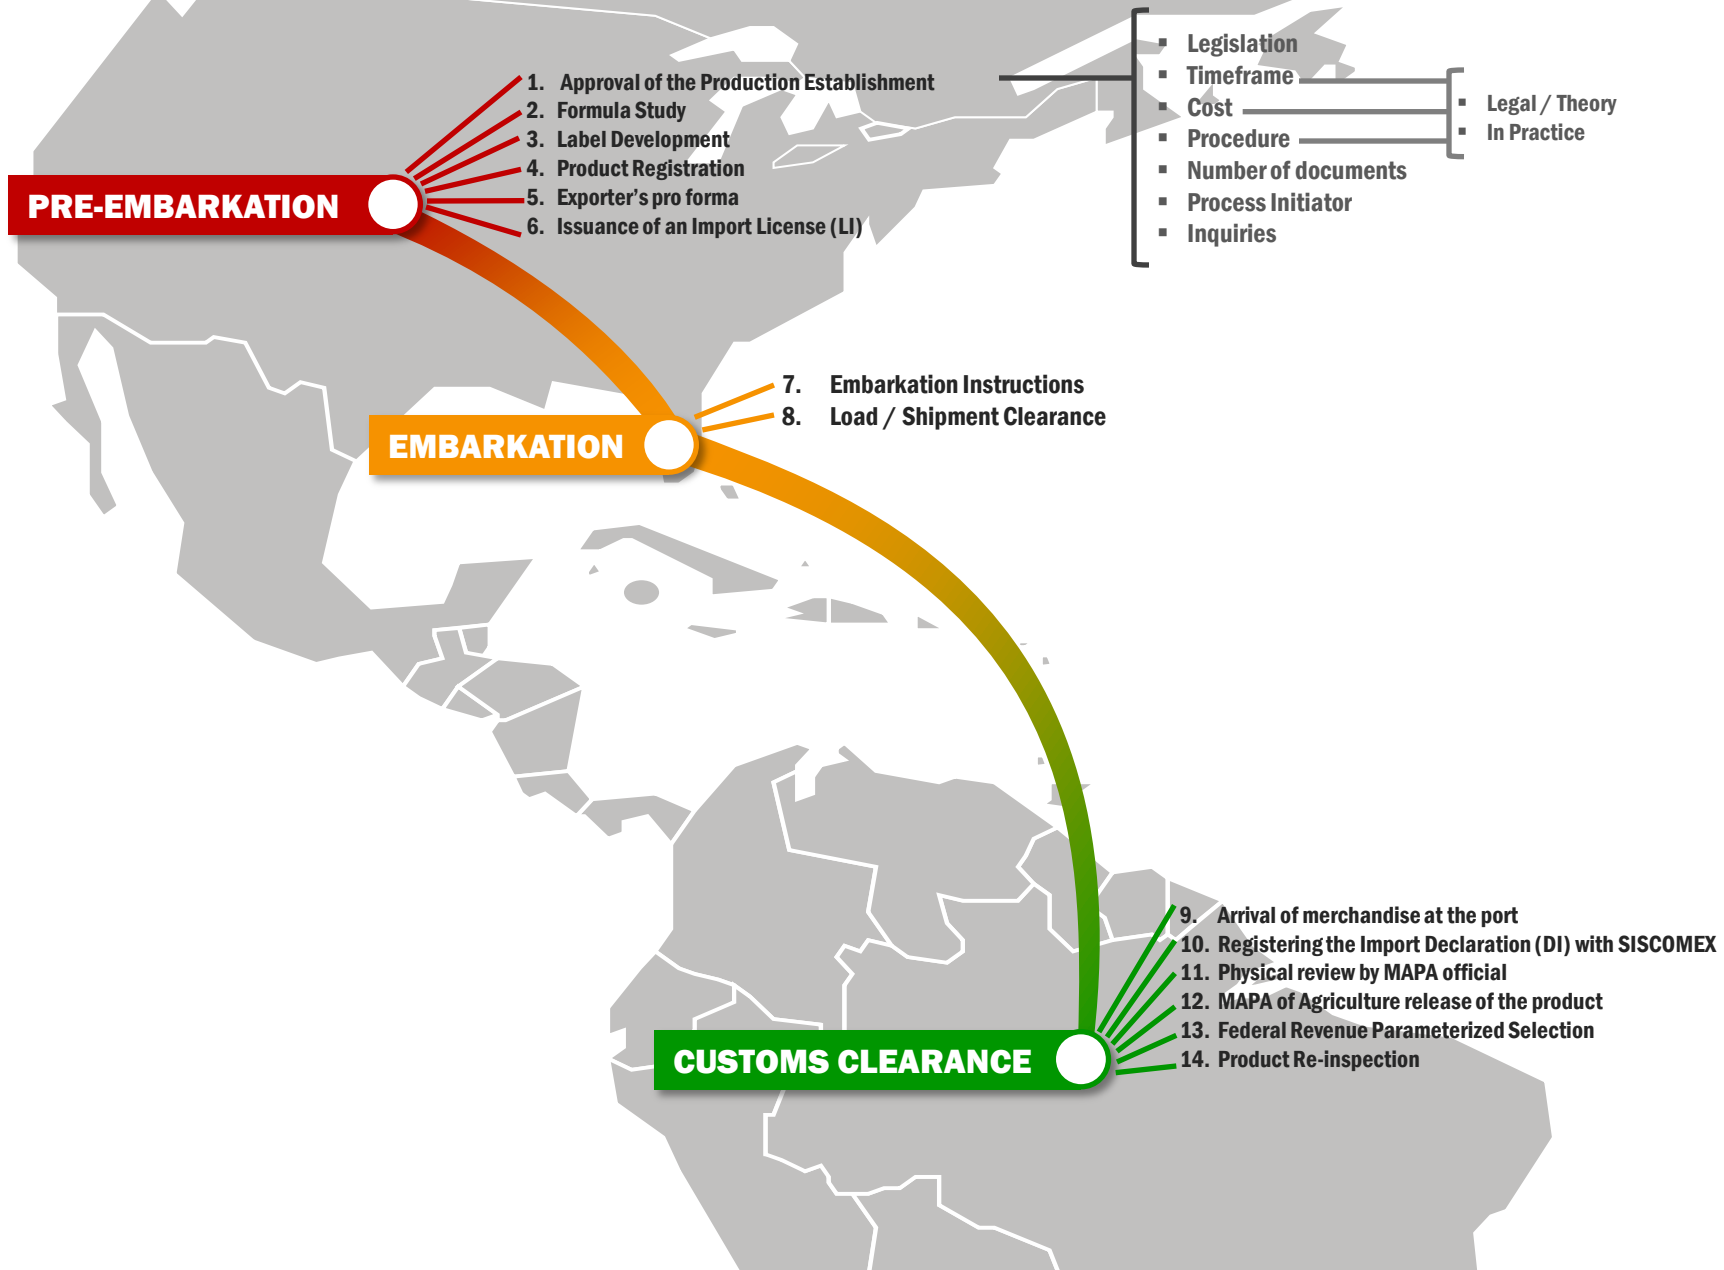 PRE-EMBARKATION
1. Approval of the Production Establishment
2. Formula Study
3. Label Development
4. Product Registration
5. Exporter's pro forma
6. Issuance of an Import License (LI)
▪ Legislation
▪ Timeframe
▪ Cost
▪ Procedure
▪ Number of documents
▪ Process Initiator
▪ Inquiries
▪ Legal / Theory
▪ In Practice
EMBARKATION
7. Embarkation Instructions
8. Load / Shipment Clearance
CUSTOMS CLEARANCE
9. Arrival of merchandise at the port
10. Registering the Import Declaration (DI) with SISCOMEX
11. Physical review by MAPA official
12. MAPA of Agriculture release of the product
13. Federal Revenue Parameterized Selection
14. Product Re-inspection